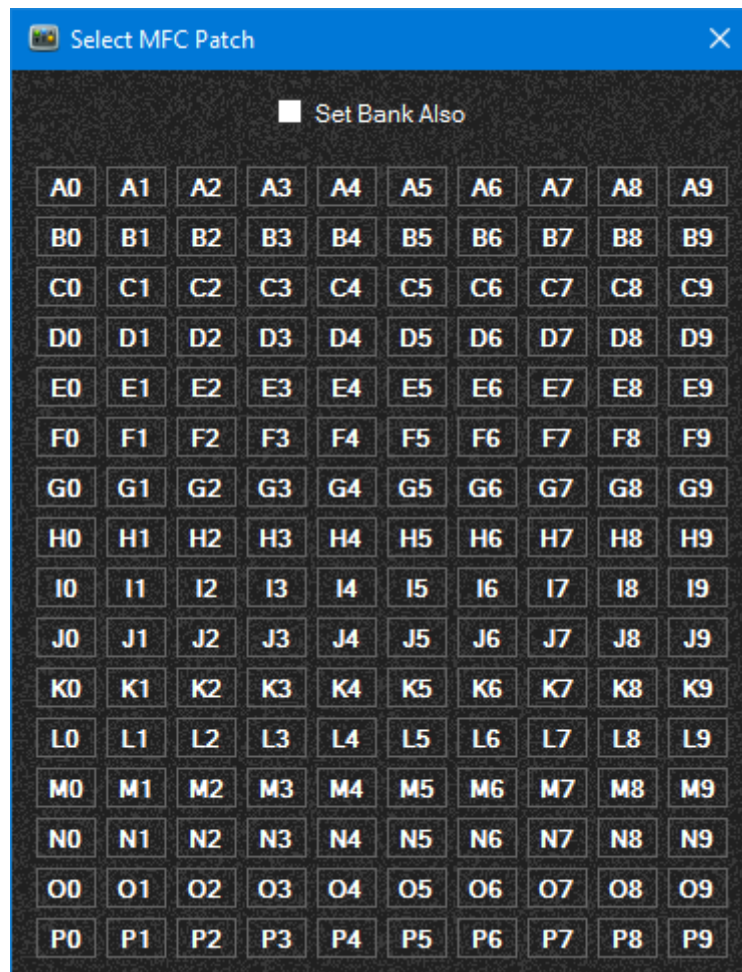 Select MFC Patch
Set Bank Also
A0 A1 A2 A3 A4 A5 A6 A7 A8 A9
B0 B1 B2 B3 B4 B5 B6 B7 B8 B9
C0 C1 C2 C3 C4 C5 C6 C7 C8 C9
D0 D1 D2 D3 D4 D5 D6 D7 D8 D9
E0 E1 E2 E3 E4 E5 E6 E7 E8 E9
F0 F1 F2 F3 F4 F5 F6 F7 F8 F9
G0 G1 G2 G3 G4 G5 G6 G7 G8 G9
H0 H1 H2 H3 H4 H5 H6 H7 H8 H9
I0 I1 I2 I3 I4 I5 I6 I7 I8 I9
J0 J1 J2 J3 J4 J5 J6 J7 J8 J9
K0 K1 K2 K3 K4 K5 K6 K7 K8 K9
L0 L1 L2 L3 L4 L5 L6 L7 L8 L9
M0 M1 M2 M3 M4 M5 M6 M7 M8 M9
N0 N1 N2 N3 N4 N5 N6 N7 N8 N9
O0 O1 O2 O3 O4 O5 O6 O7 O8 O9
P0 P1 P2 P3 P4 P5 P6 P7 P8 P9